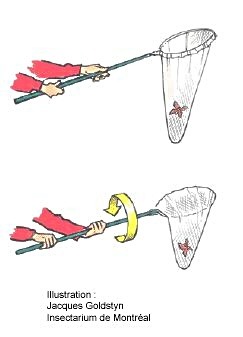 Illustration :
Jacques Goldstyn
Insectarium de Montréal